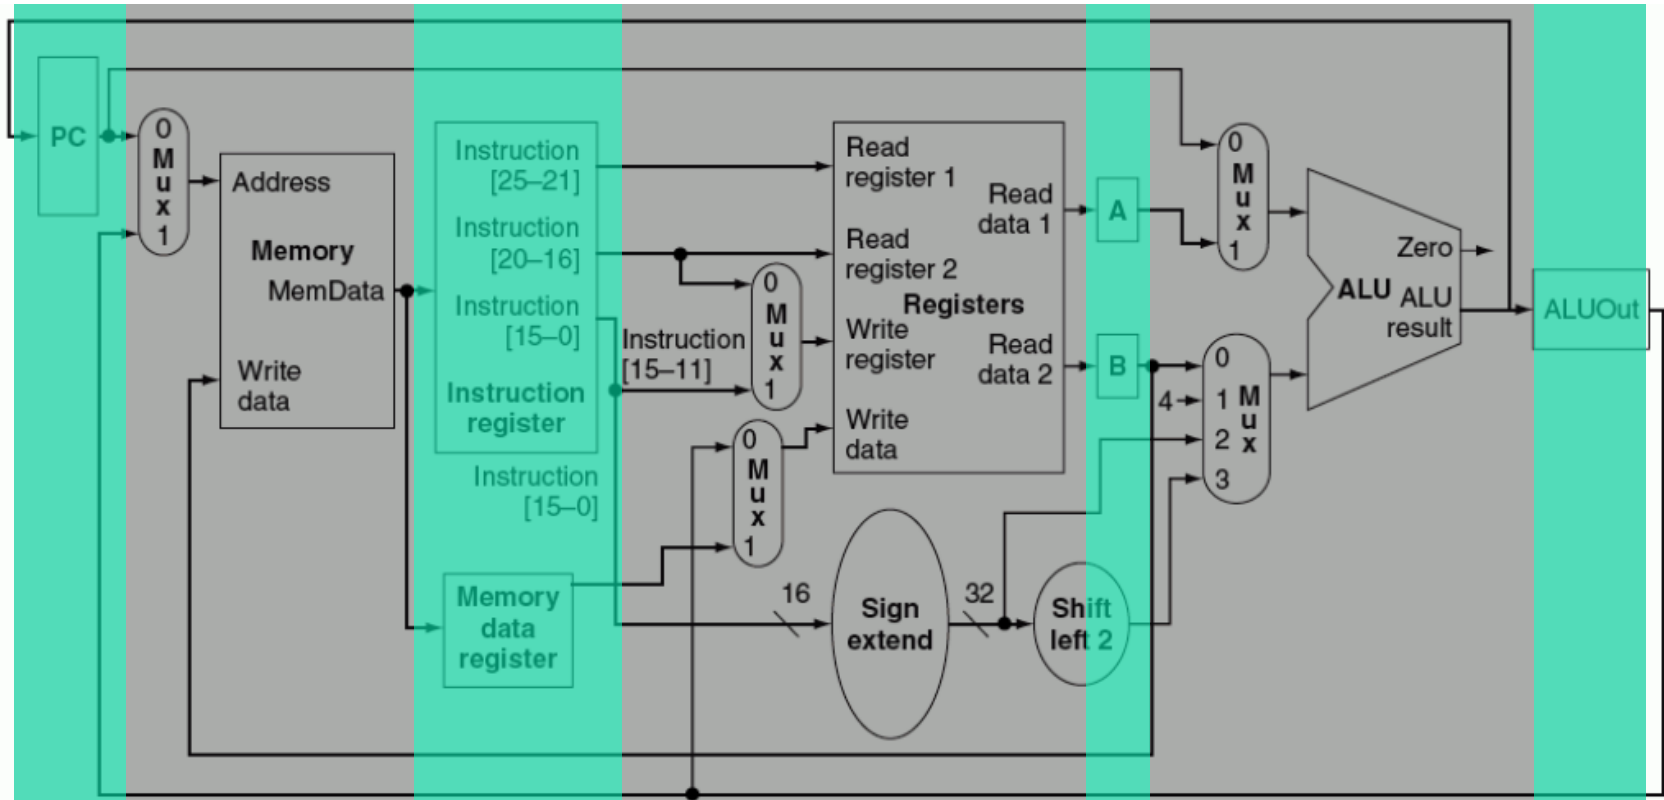 PC
0
M
u
x
1
Address
Memory
MemData
Write
data
Instruction
[25–21]
Instruction
[20–16]
Instruction
[15–0]
Instruction
register
Instruction
[15–0]
Memory
data
register
Instruction
[15–11]
0
M
u
x
1
0
M
u
x
1
16
Read
register 1
Read
data 1
Read
register 2
Registers
Write
register
Read
data 2
Write
data
Sign
extend
32
Shift
left 2
A
B
4
0
M
u
x
1
0
1
2
3
M
u
x
Zero
ALU
ALU
result
ALUOut